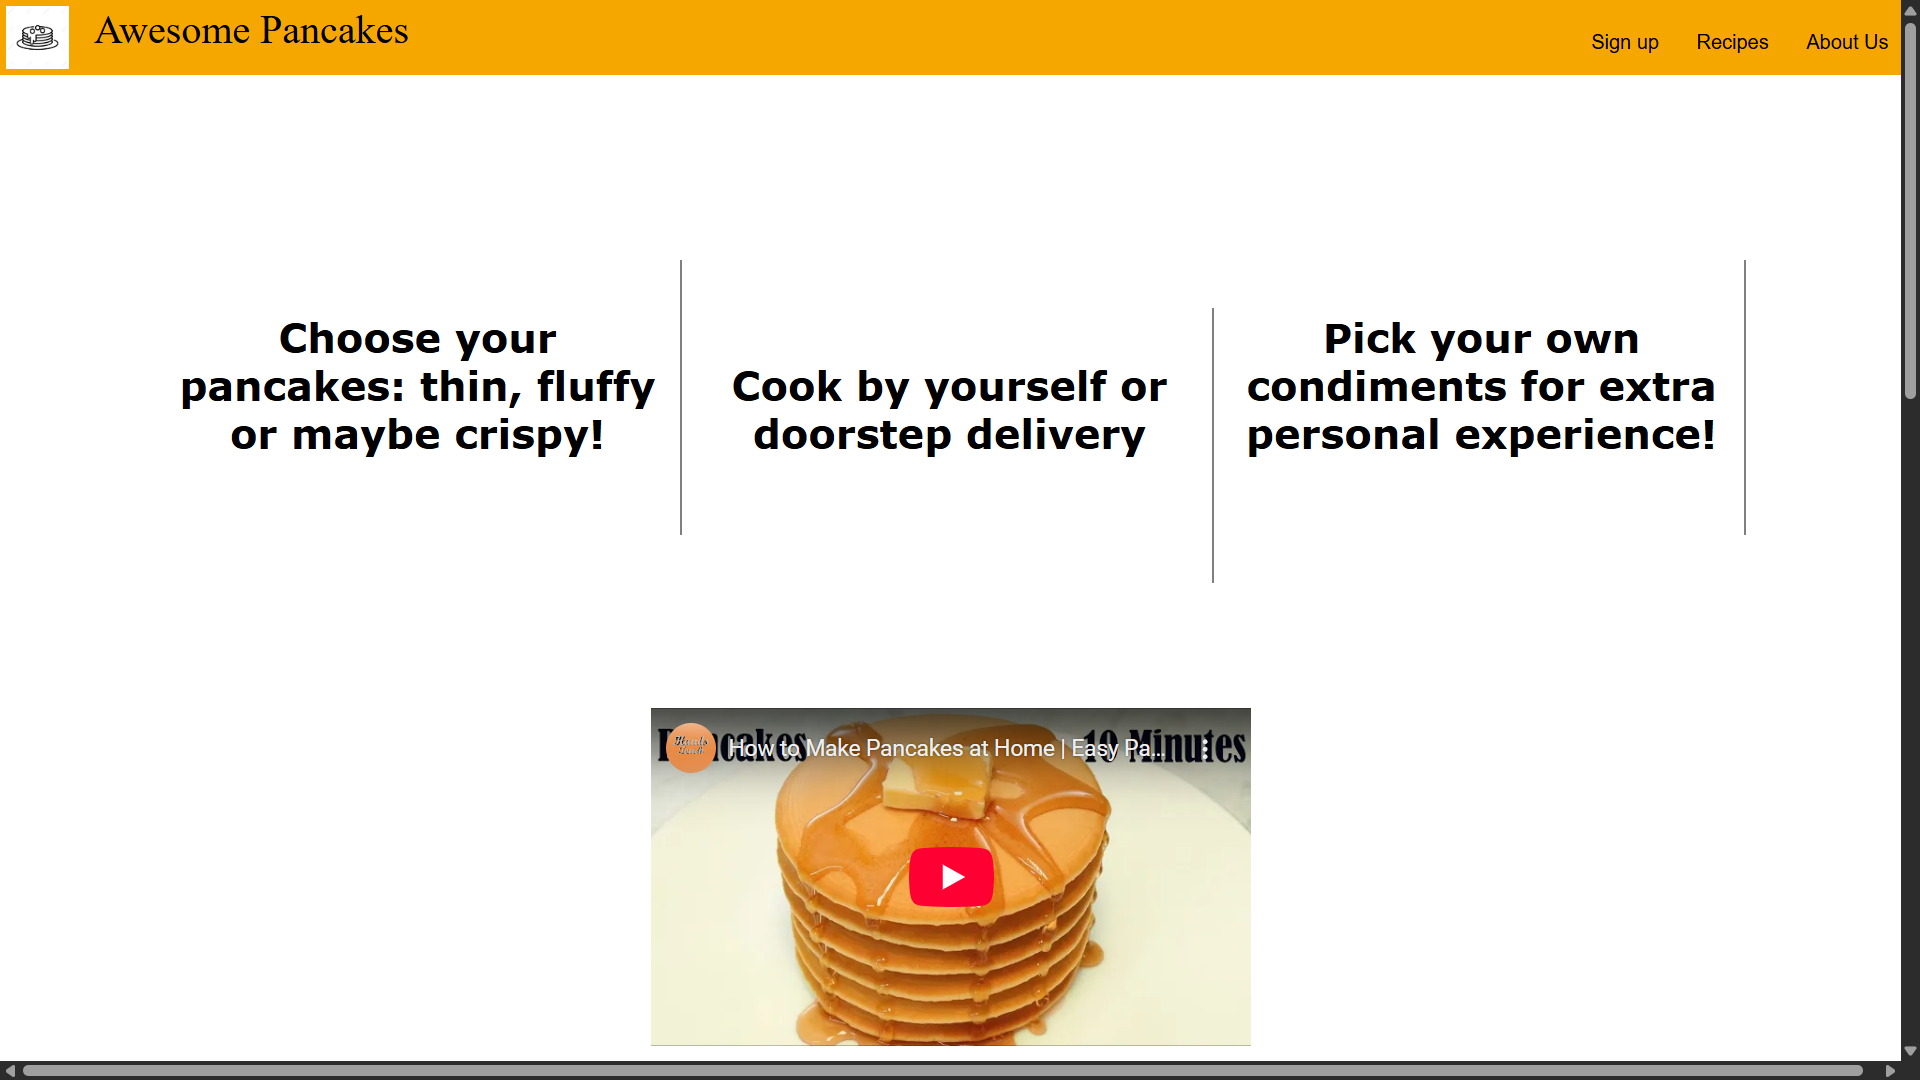 Awesome Pancakes
Sign up
Recipes
About Us
Choose your
pancakes: thin, fluffy
or maybe crispy!
Cook by yourself or
doorstep delivery
Pick your own
condiments for extra
personal experience!
How to Make Pancakes at Home | Easy Pa...
10 Minutes